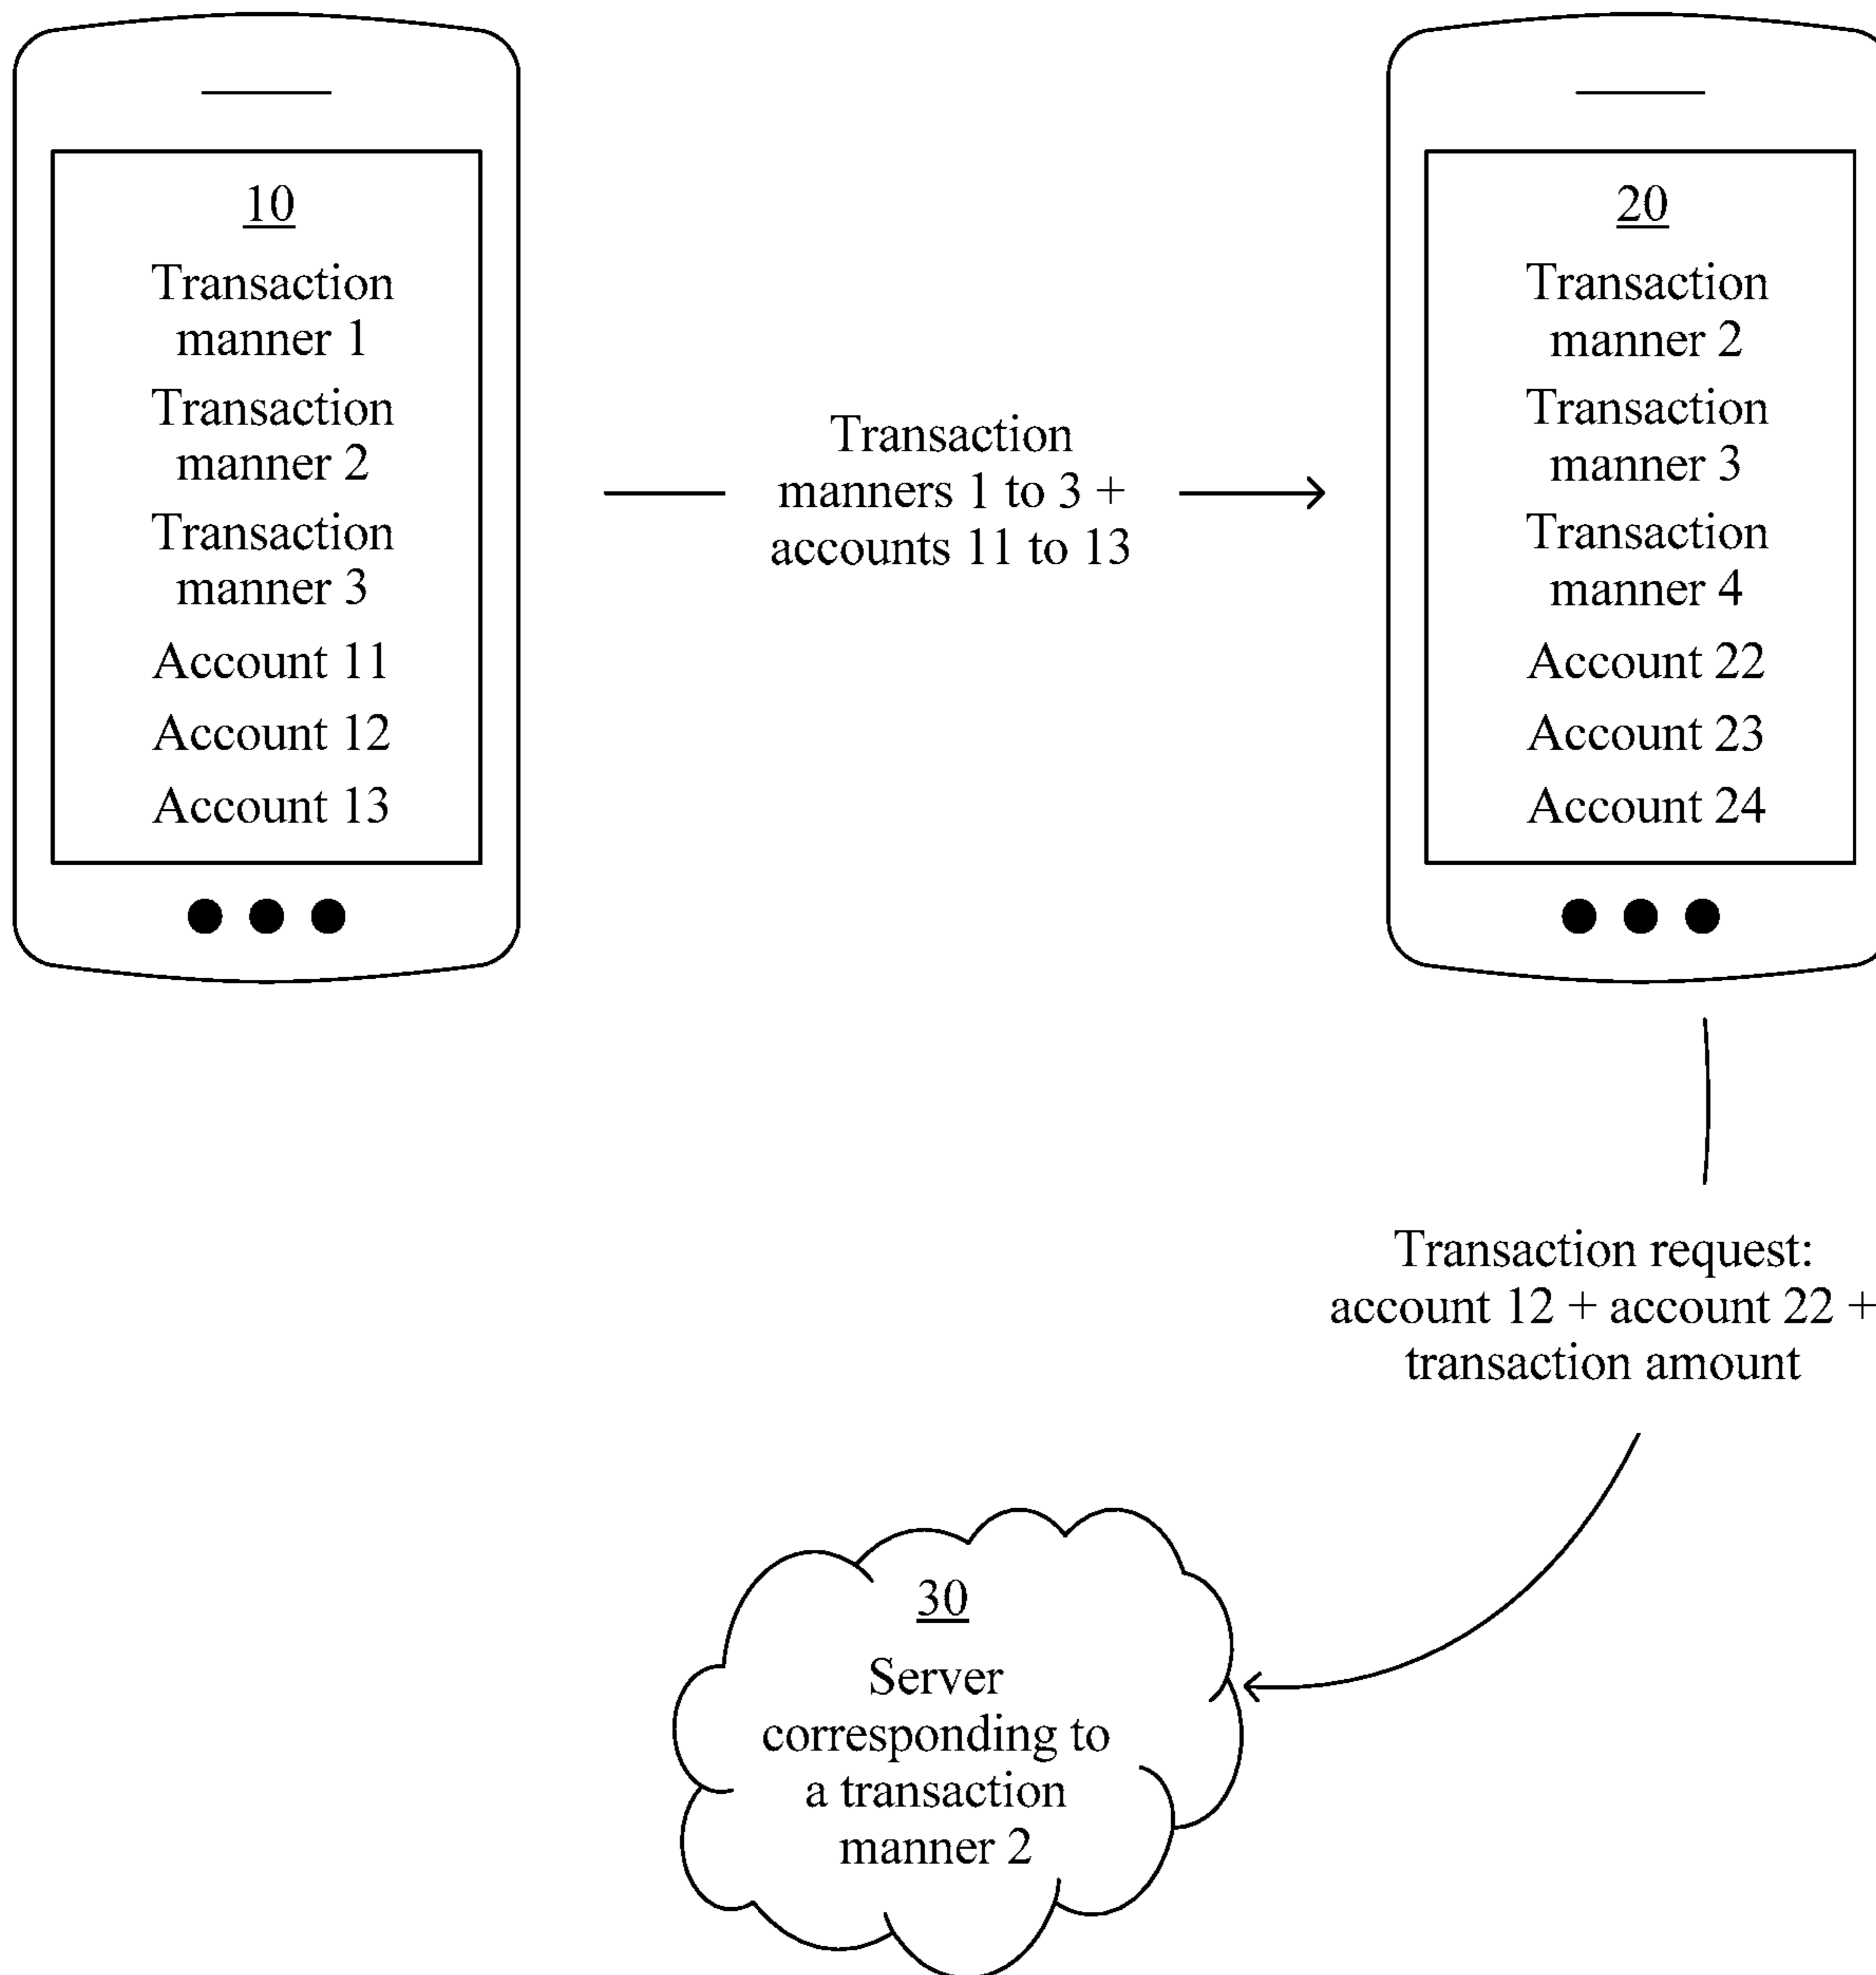 10
Transaction
manner 1
Transaction
manner 2
Transaction
manner 3
Account 11
Account 12
Account 13
Transaction
manners 1 to 3 +
accounts 11 to 13
20
Transaction
manner 2
Transaction
manner 3
Transaction
manner 4
Account 22
Account 23
Account 24
Transaction request:
account 12 + account 22 +
transaction amount
30
Server
corresponding to
a transaction
manner 2